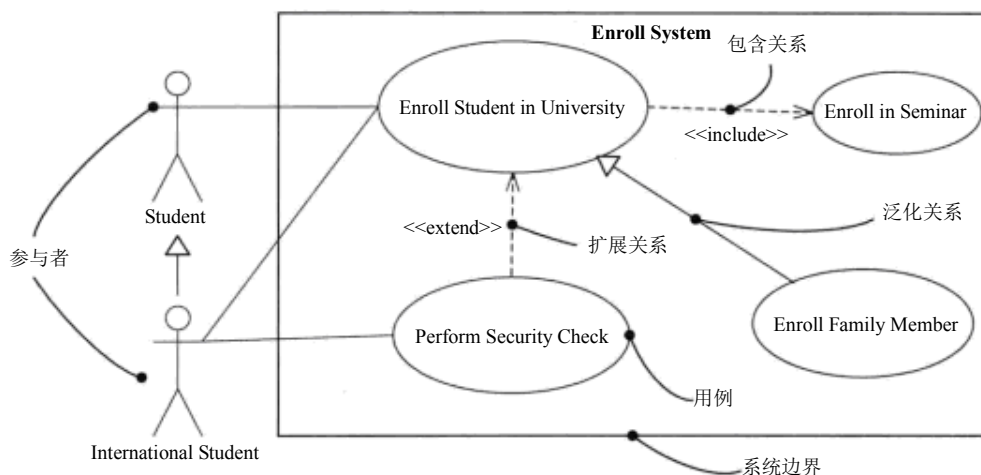 Enroll System
包含关系
Enroll Student in University
Enroll in Seminar
<<include>>
Student
<<extend>>
扩展关系
泛化关系
参与者
Perform Security Check
Enroll Family Member
用例
International Student
系统边界